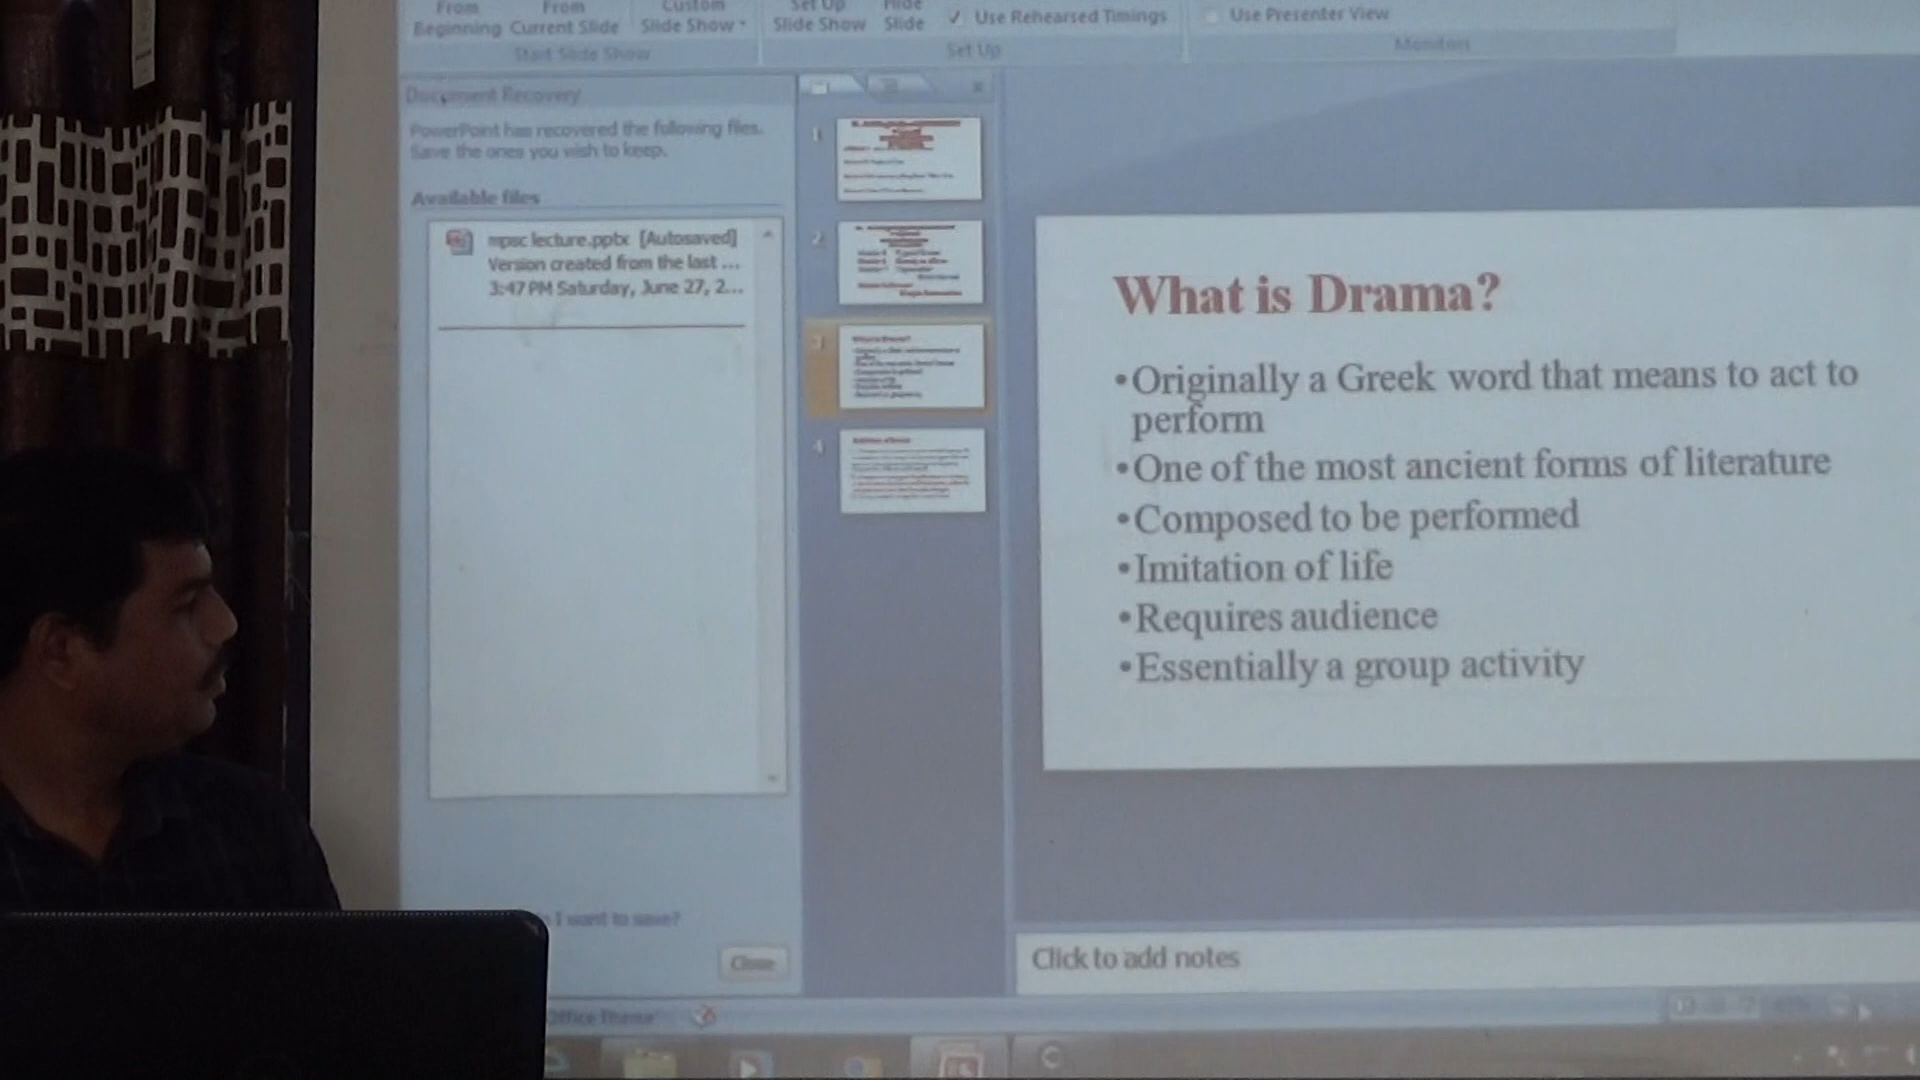 From
Beginning
From
Current Slide
Custom
Slide Show
Set Up
Slide Show
Hide
Slide
Use Rehearsed Timings
Use Presenter View
Start Slide Show
Set Up
Monitors
Document Recovery
PowerPoint has recovered the following files.
Save the ones you wish to keep.
Available files
mpsc lecture.pptx [Autosaved]
Version created from the last ...
3:47 PM Saturday, June 27, 2...
I want to save?
Close
1
2
3
4
What is Drama?
•Originally a Greek word that means to act to
perform
•One of the most ancient forms of literature
•Composed to be performed
•Imitation of life
•Requires audience
•Essentially a group activity
Click to add notes
Office Theme"